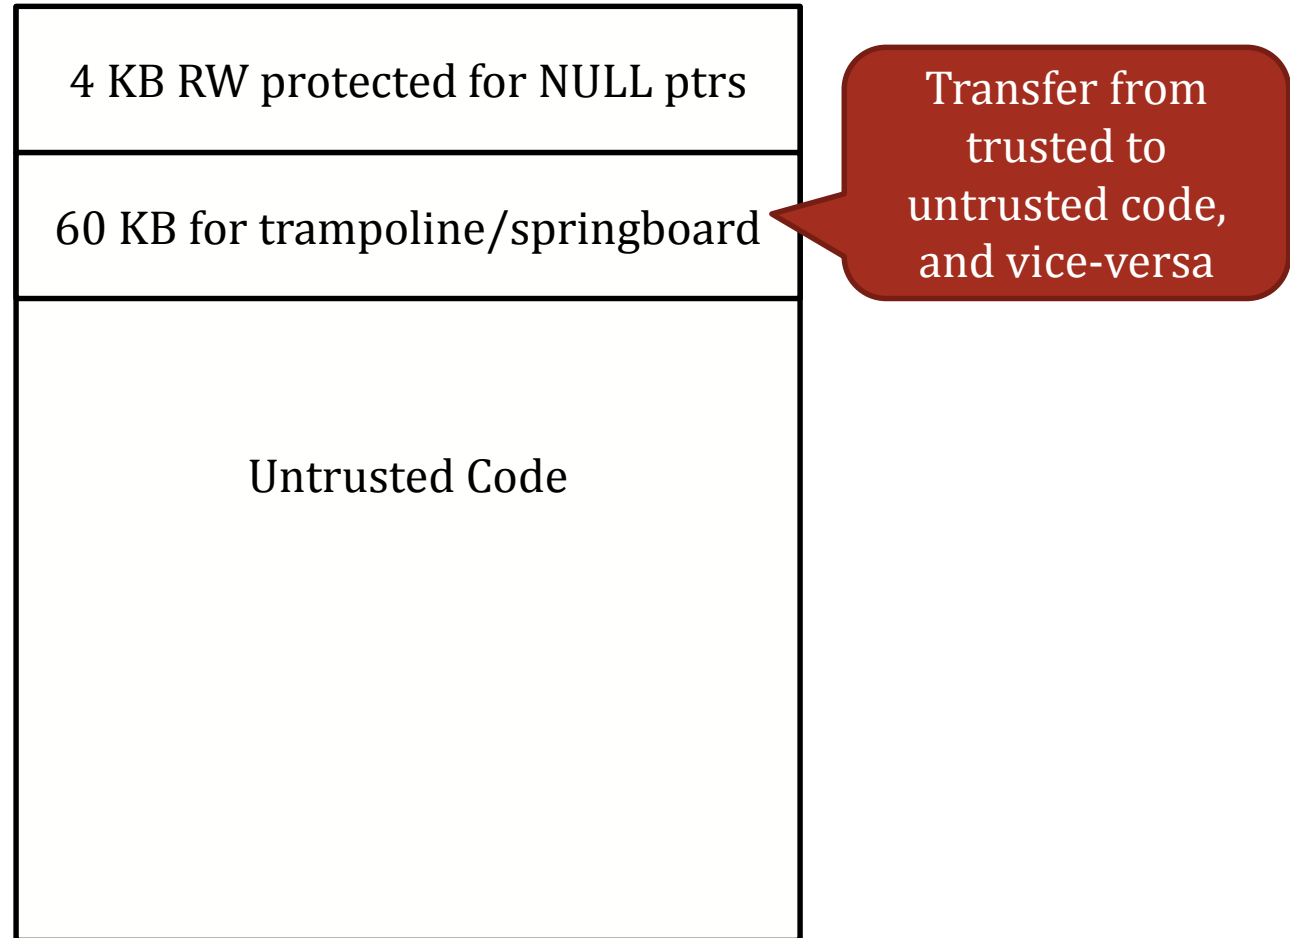 4 KB RW protected for NULL ptrs
60 KB for trampoline/springboard
Transfer from
trusted to
untrusted code,
and vice-versa
Untrusted Code